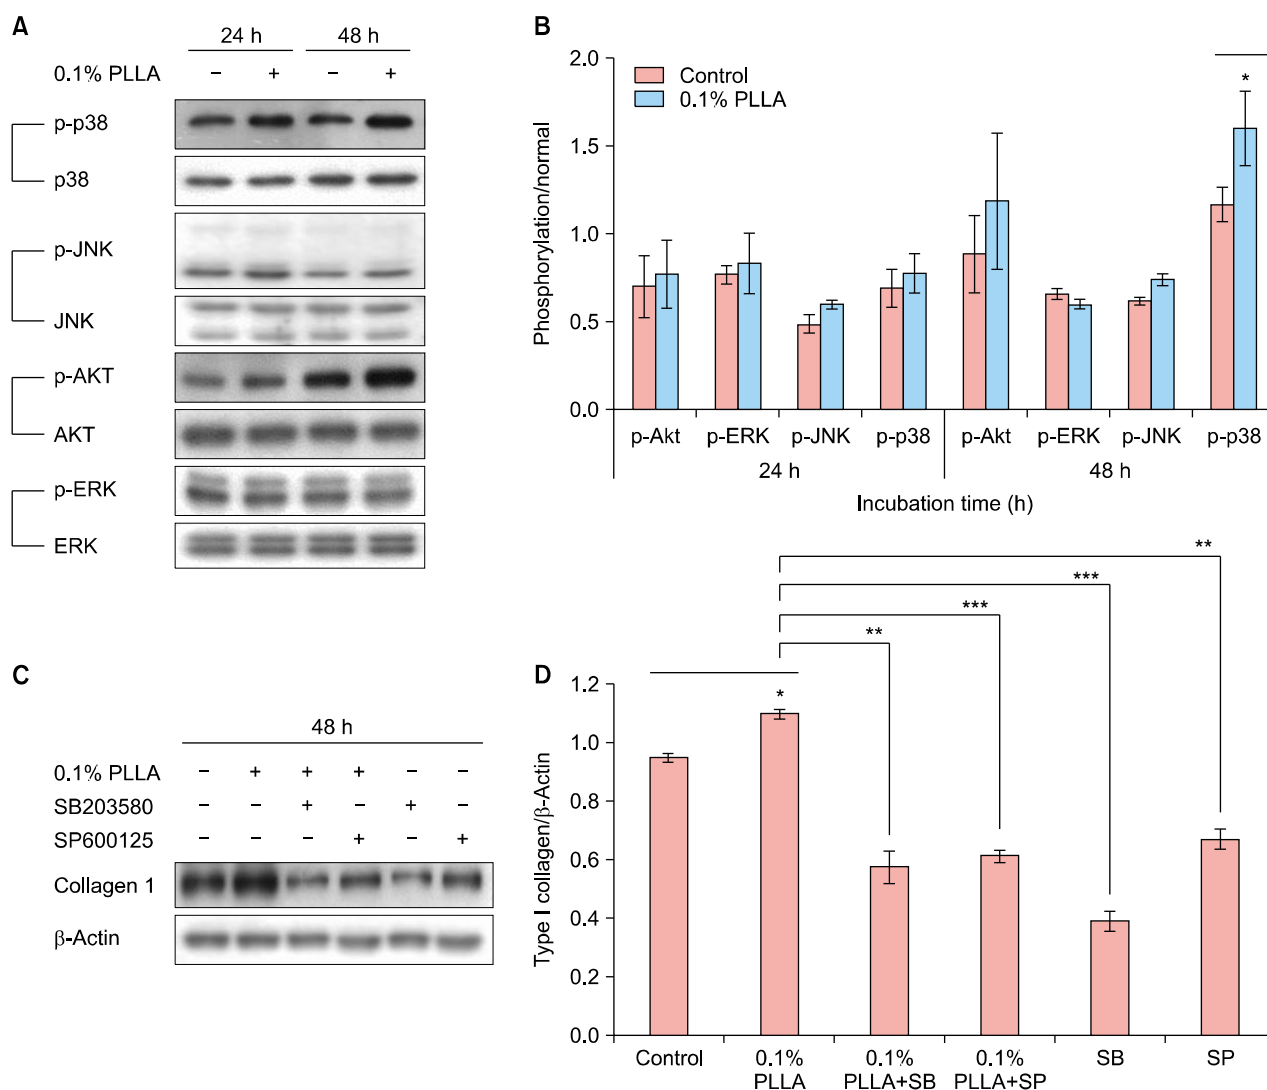 A
24 h 48 h
0.1% PLLA − + − +
p-p38
p38
p-JNK
JNK
p-AKT
AKT
p-ERK
ERK
B
Phosphorylation/normal
2.0
1.5
1.0
0.5
0.0
Control
0.1% PLLA
*
p-Akt p-ERK p-JNK p-p38 p-Akt p-ERK p-JNK p-p38
24 h 48 h
Incubation time (h)
C
48 h
0.1% PLLA − + + + − −
SB203580 − − + − + −
SP600125 − − − + − +
Collagen 1
β-Actin
D
Type I collagen/β-Actin
1.2
1.0
0.8
0.6
0.4
0.2
0.0
**
***
***
**
*
Control 0.1% 0.1% 0.1% SB SP
PLLA PLLA+SB PLLA+SP